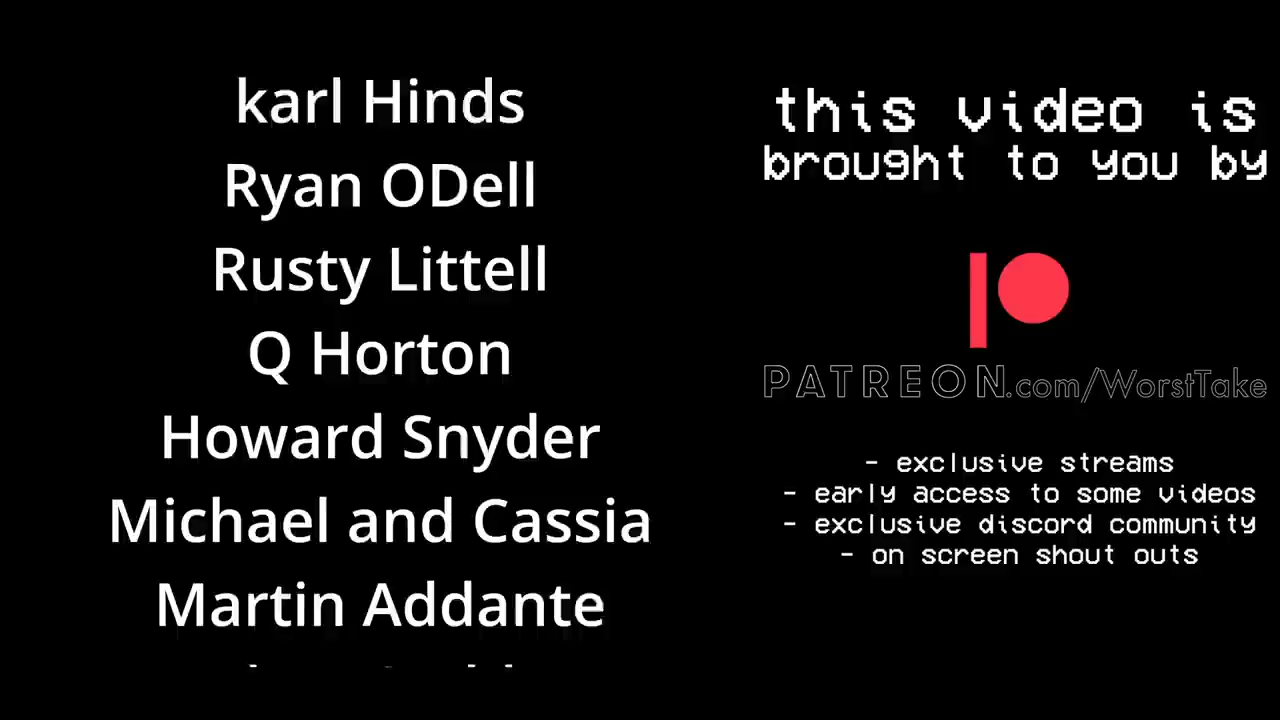 karl Hinds
Ryan ODell
Rusty Littell
Q Horton
Howard Snyder
Michael and Cassia
Martin Addante
this video is
brought to you by
PATREON.com/WorstTake
- exclusive streams
- early access to some videos
- exclusive discord community
- on screen shout outs